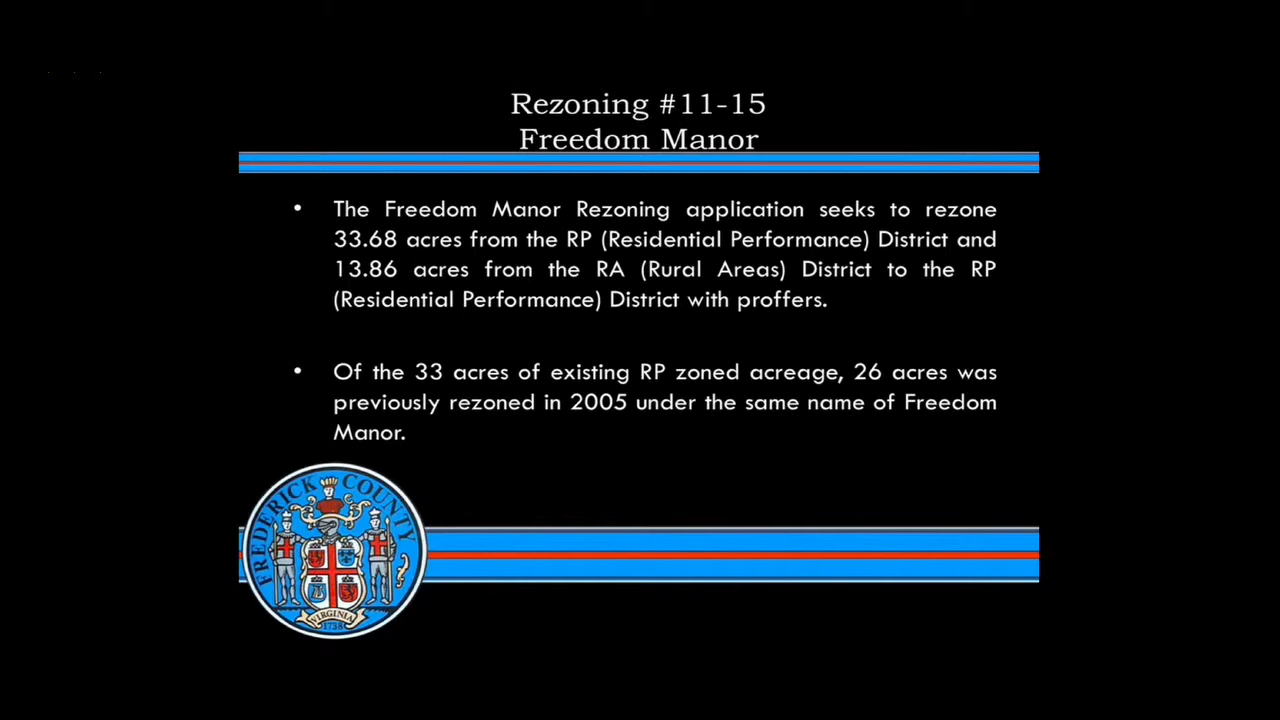 Rezoning #11-15
Freedom Manor
• The Freedom Manor Rezoning application seeks to rezone
33.68 acres from the RP (Residential Performance) District and
13.86 acres from the RA (Rural Areas) District to the RP
(Residential Performance) District with proffers.
• Of the 33 acres of existing RP zoned acreage, 26 acres was
previously rezoned in 2005 under the same name of Freedom
Manor.
FREDERICK COUNTY
VIRGINIA
1738